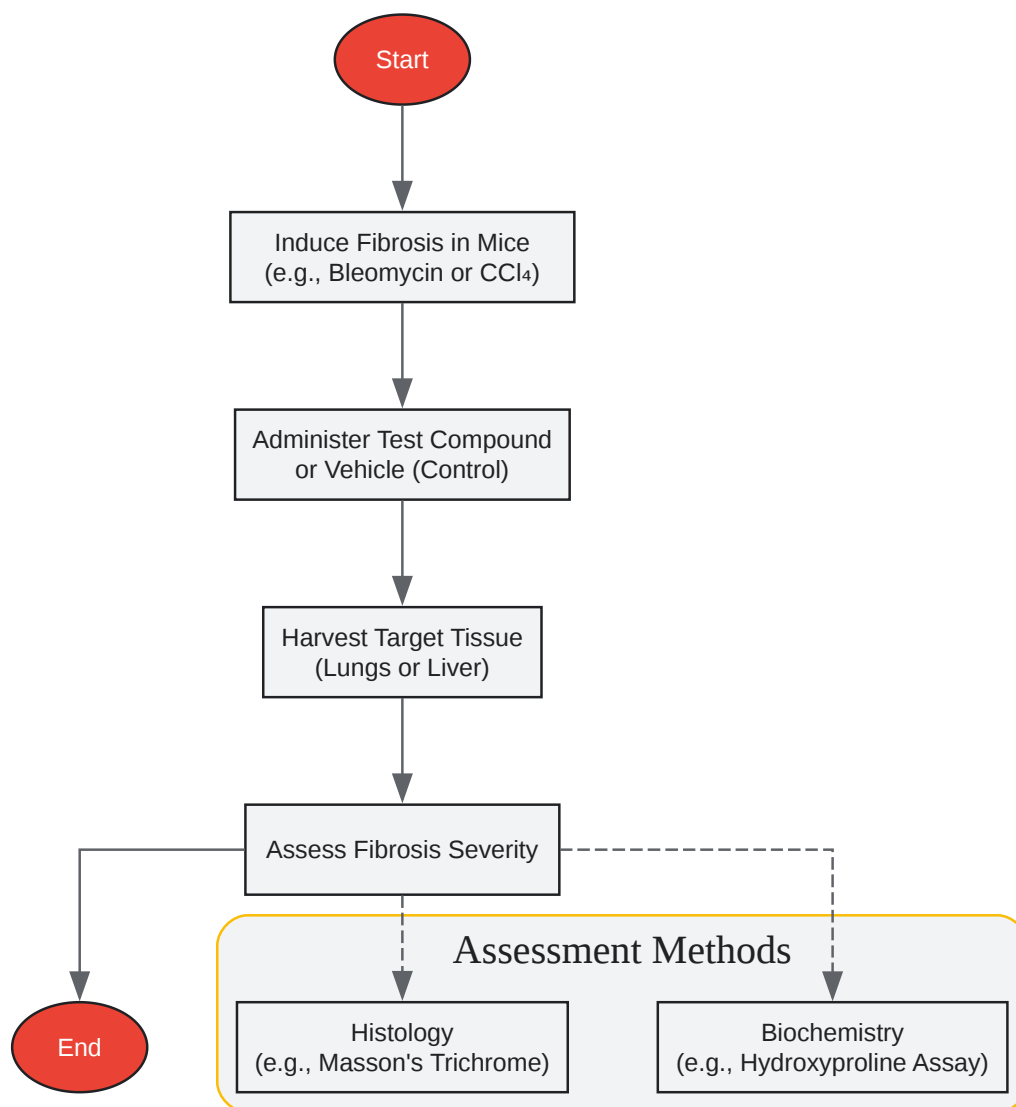 Start
Induce Fibrosis in Mice
(e.g., Bleomycin or CCl₄)
Administer Test Compound
or Vehicle (Control)
Harvest Target Tissue
(Lungs or Liver)
Assess Fibrosis Severity
Assessment Methods
End
Histology
(e.g., Masson's Trichrome)
Biochemistry
(e.g., Hydroxyproline Assay)